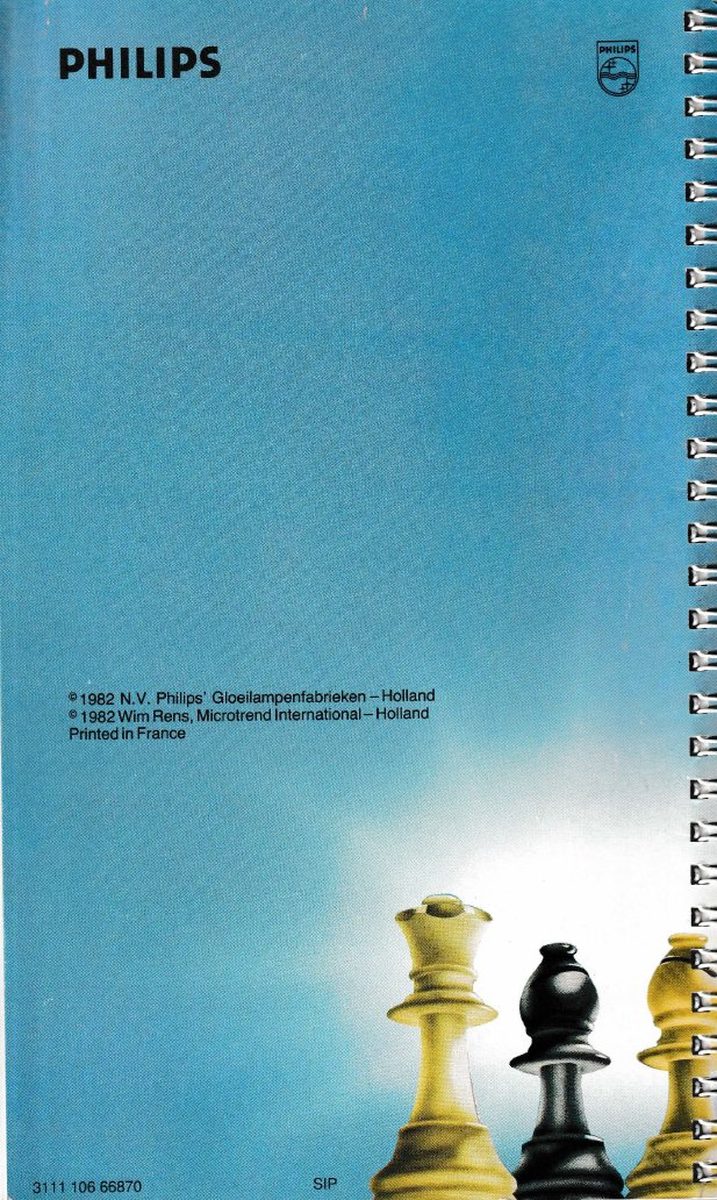 PHILIPS
PHILIPS
© 1982 N.V. Philips' Gloeilampenfabrieken – Holland
© 1982 Wim Rens, Microtrend International – Holland
Printed in France
3111 106 66870
SIP